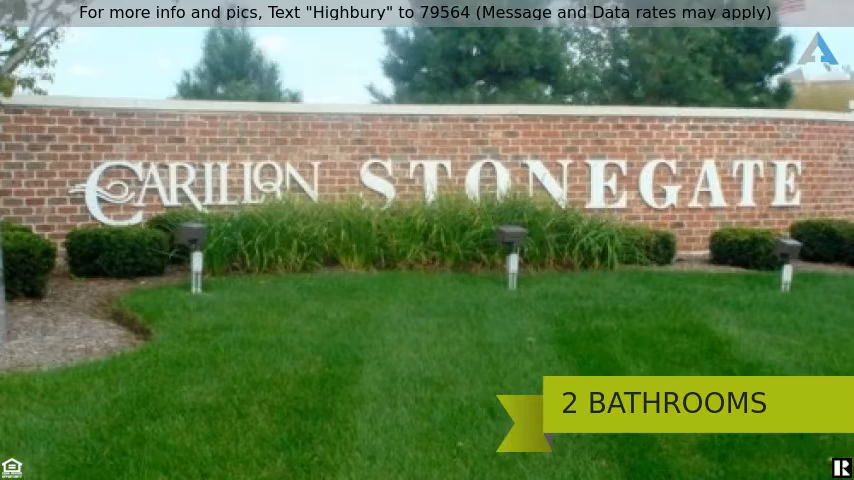 For more info and pics, Text "Highbury" to 79564 (Message and Data rates may apply)
CARILLON STONEGATE
2 BATHROOMS